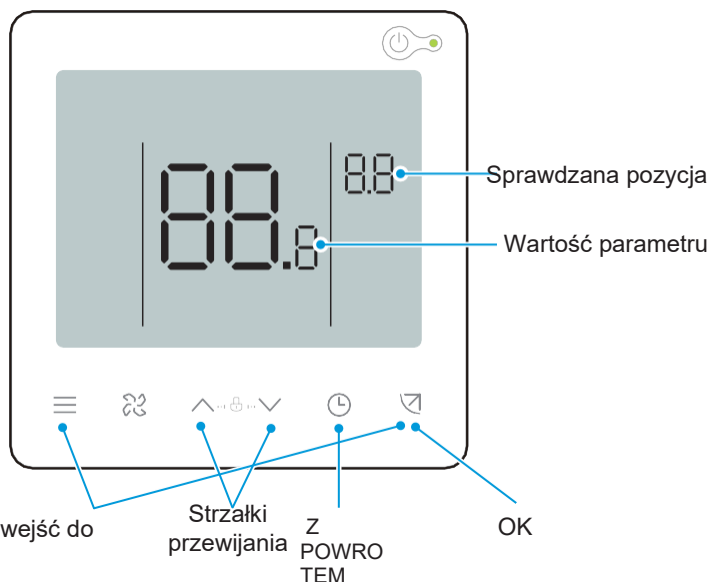 88.8
8.8
Sprawdzana pozycja
Wartość parametru
wejść do
Strzałki
przewijania
Z
POWRO
TEM
OK